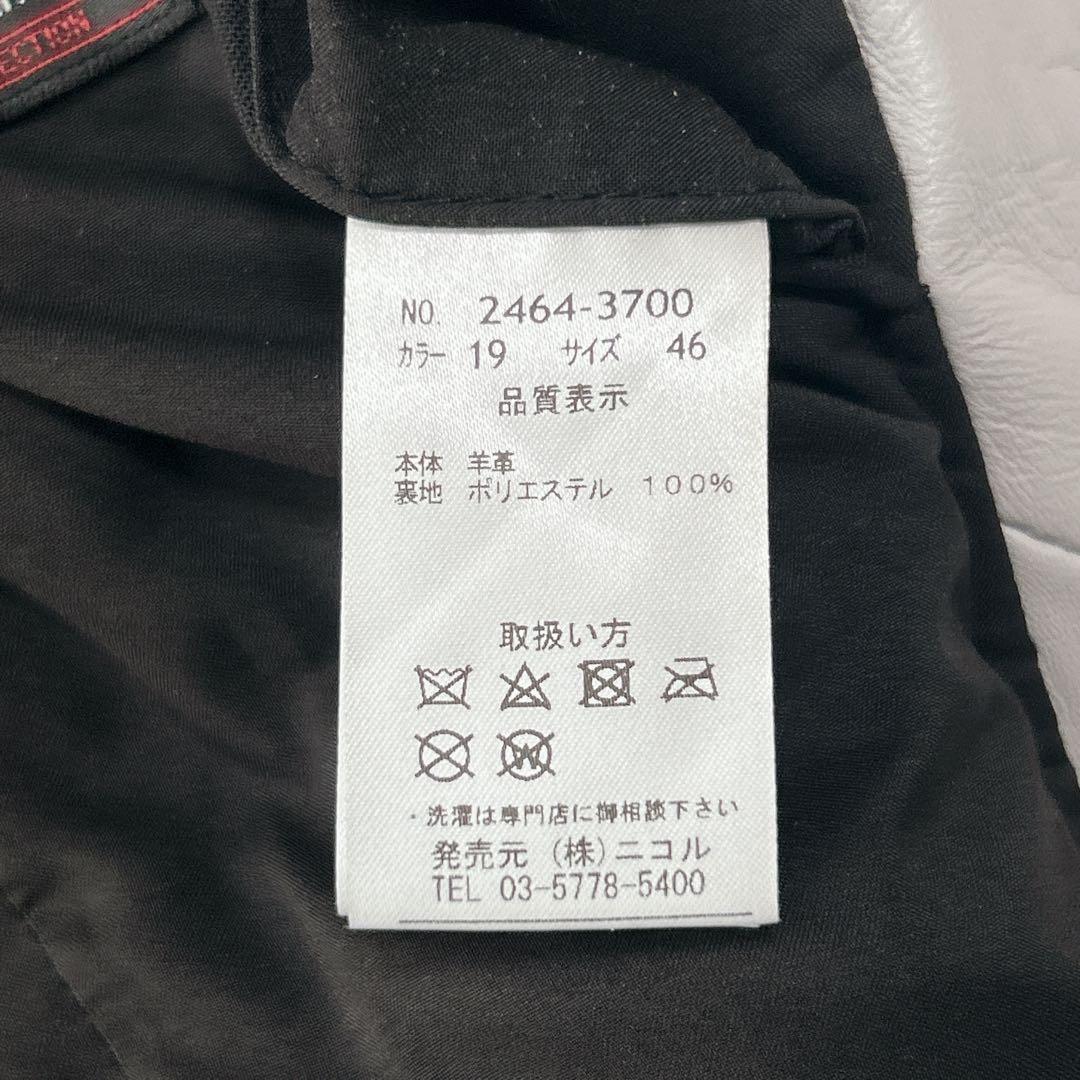 ECTION
NO. 2464-3700
カラー 19 サイズ 46
品質表示
本体 羊革
裏地 ポリエステル 100%
取扱い方
W
・洗濯は専門店に御相談下さい
発売元 (株)ニコル
TEL 03-5778-5400